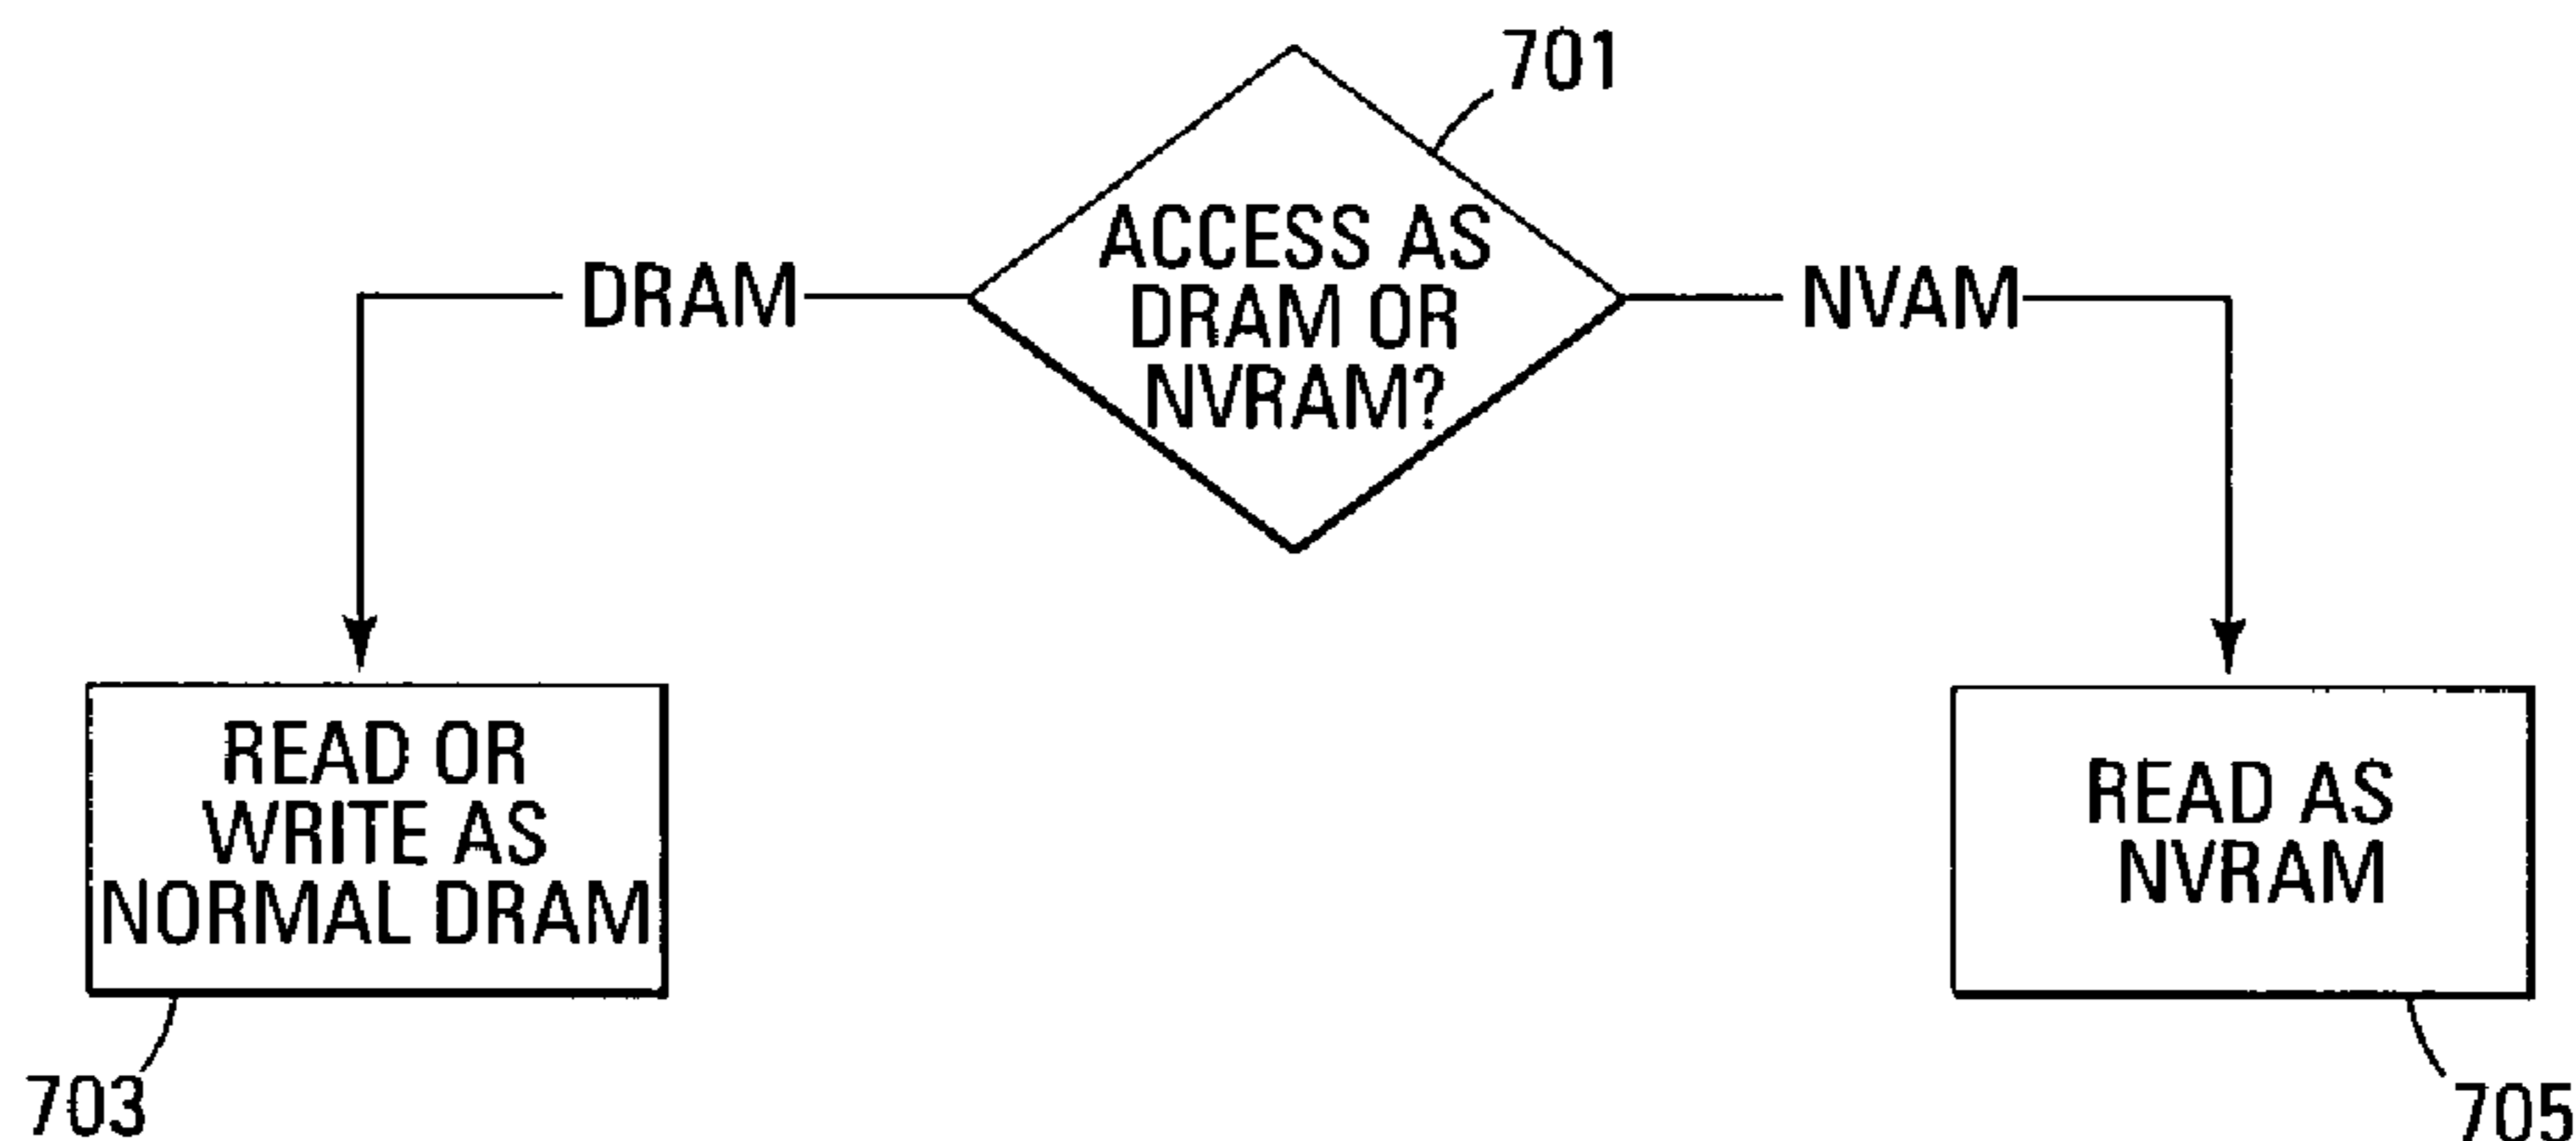 701
ACCESS AS
DRAM OR
NVRAM?
DRAM
NVAM
READ OR
WRITE AS
NORMAL DRAM
READ AS
NVRAM
703
705